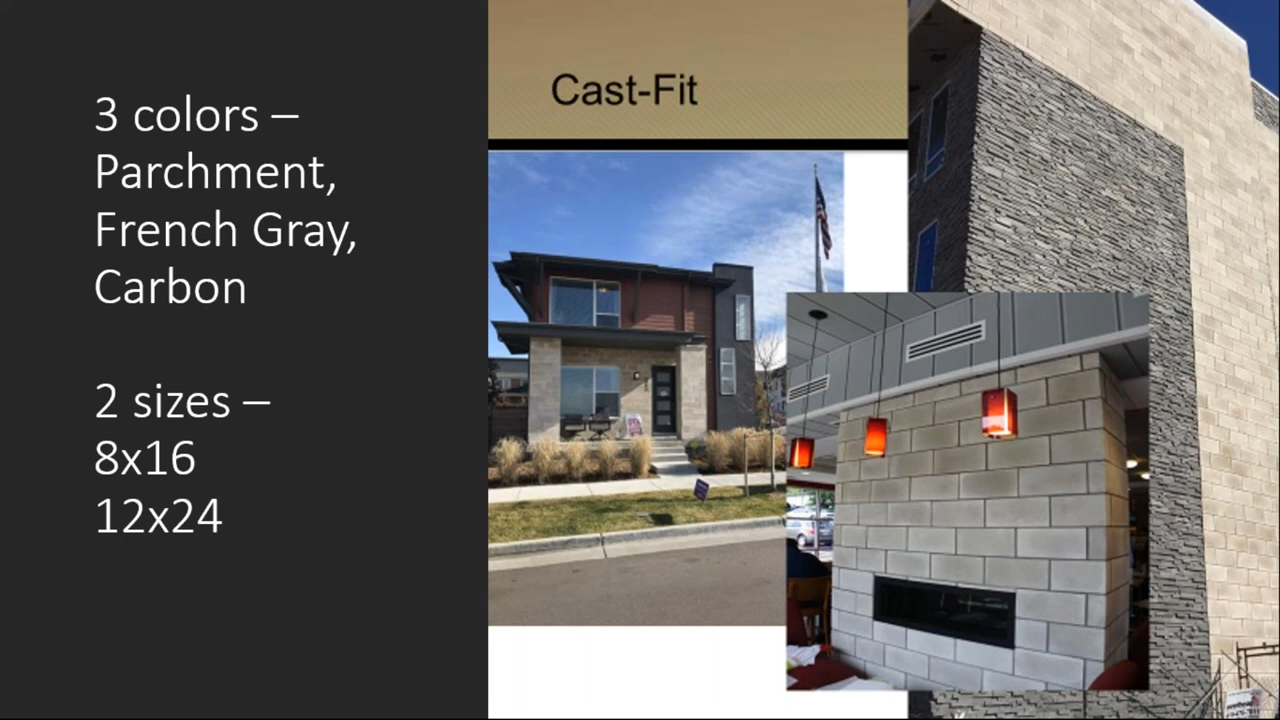 3 colors –
Parchment,
French Gray,
Carbon
2 sizes –
8x16
12x24
Cast-Fit